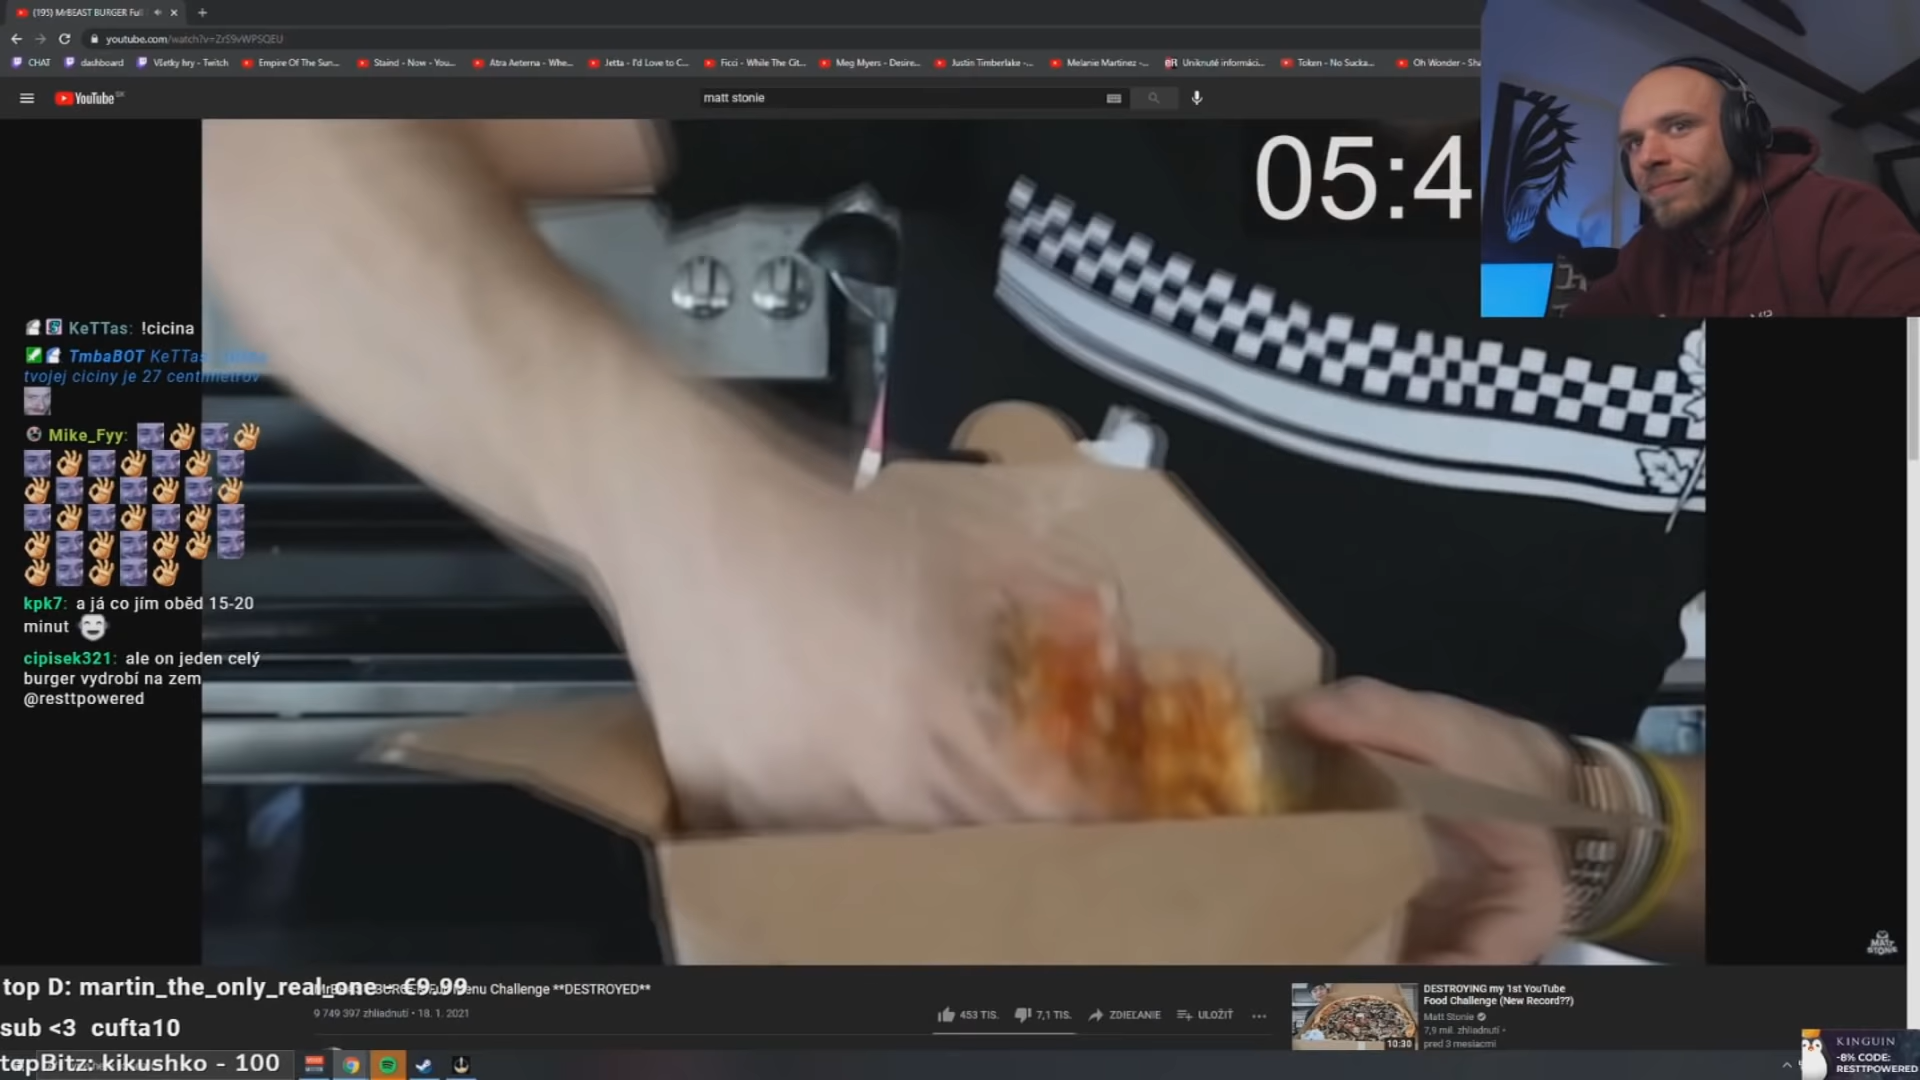 (195) MrBEAST BURGER Full
youtube.com/watch?v=ZrS9vWPSQEU
CHAT
dashboard
Všetky hry - Twitch
Empire Of The Sun...
Staind - Now - You...
Atra Aeterna - Whe...
Jetta - I'd Love to C...
Ficci - While The Cit...
Meg Myers - Desire...
Justin Timberlake -...
Melanie Martinez -...
Uniknuté informáci...
Token - No Sucka...
Oh Wonder - Sha
YouTube
matt stonie
05:4
KeTTas: !cicina
TmbaBOT KeTTas
tvojej ciciny je 27 centimetrov
Mike_Fyy:
kpk7: a já co jím oběd 15-20
minut
cipisek321: ale on jeden celý
burger vydrobí na zem
@resttpowered
MATT
STONIE
top D: martin_the_only_real_one - €9.99
Menu Challenge **DESTROYED**
9 749 397 zhliadnutí • 18. 1. 2021
453 TIS.
7,1 TIS.
ZDIEĽANIE
ULOŽIŤ
DESTROYING my 1st YouTube
Food Challenge (New Record??)
Matt Stonie
7,9 mil. zhliadnutí •
pred 3 mesiacmi
10:30
sub <3 cufta10
topBitz: kikushko - 100
KINGUIN
-8% CODE:
RESTTPOWERED